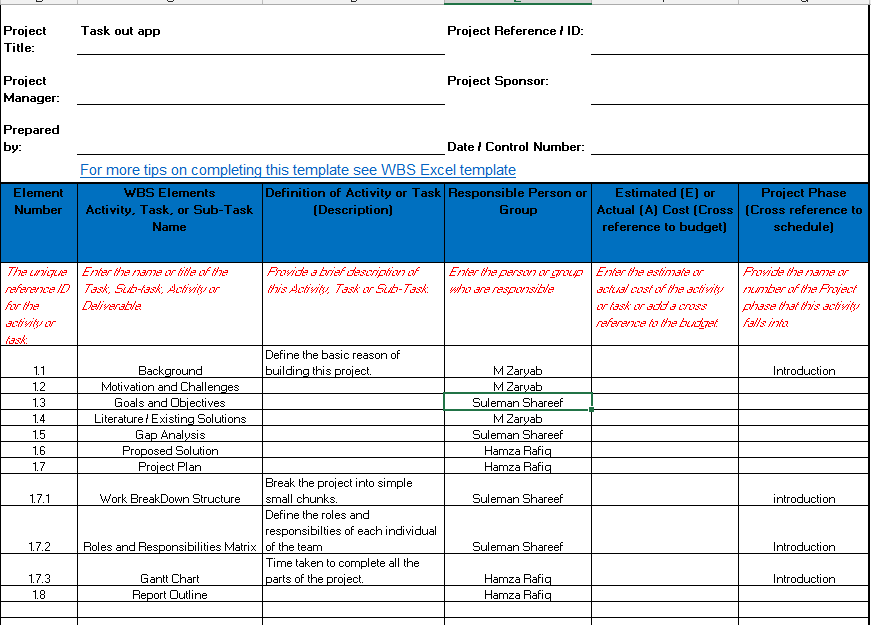 Project Title: Task out app Project Reference / ID:
Project Manager: Project Sponsor:
Prepared by: Date / Control Number:
For more tips on completing this template see WBS Excel template
Element Number WBS Elements Activity, Task, or Sub-Task Name Definition of Activity or Task (Description) Responsible Person or Group Estimated (E) or Actual (A) Cost (Cross reference to budget) Project Phase (Cross reference to schedule)
The unique reference ID for the activity or task. Enter the name or title of the Task, Sub-task, Activity or Deliverable Provide a brief description of this Activity, Task or Sub-Task. Enter the person or group who are responsible Enter the estimate or actual cost of the activity or task or add a cross reference to the budget. Provide the name or number of the Project phase that this activity falls into.
1.1 Background Define the basic reason of building this project. M Zaryab Introduction
1.2 Motivation and Challenges M Zaryab
1.3 Goals and Objectives Suleman Shareef
1.4 Literature / Existing Solutions M Zaryab
1.5 Gap Analysis Suleman Shareef
1.6 Proposed Solution Hamza Rafiq
1.7 Project Plan Hamza Rafiq
1.7.1 Work BreakDown Structure Break the project into simple small chunks. Suleman Shareef introduction
1.7.2 Roles and Responsibilities Matrix Define the roles and responsibilties of each individual of the team Suleman Shareef Introduction
1.7.3 Gantt Chart Time taken to complete all the parts of the project. Hamza Rafiq Introduction
1.8 Report Outline Hamza Rafiq